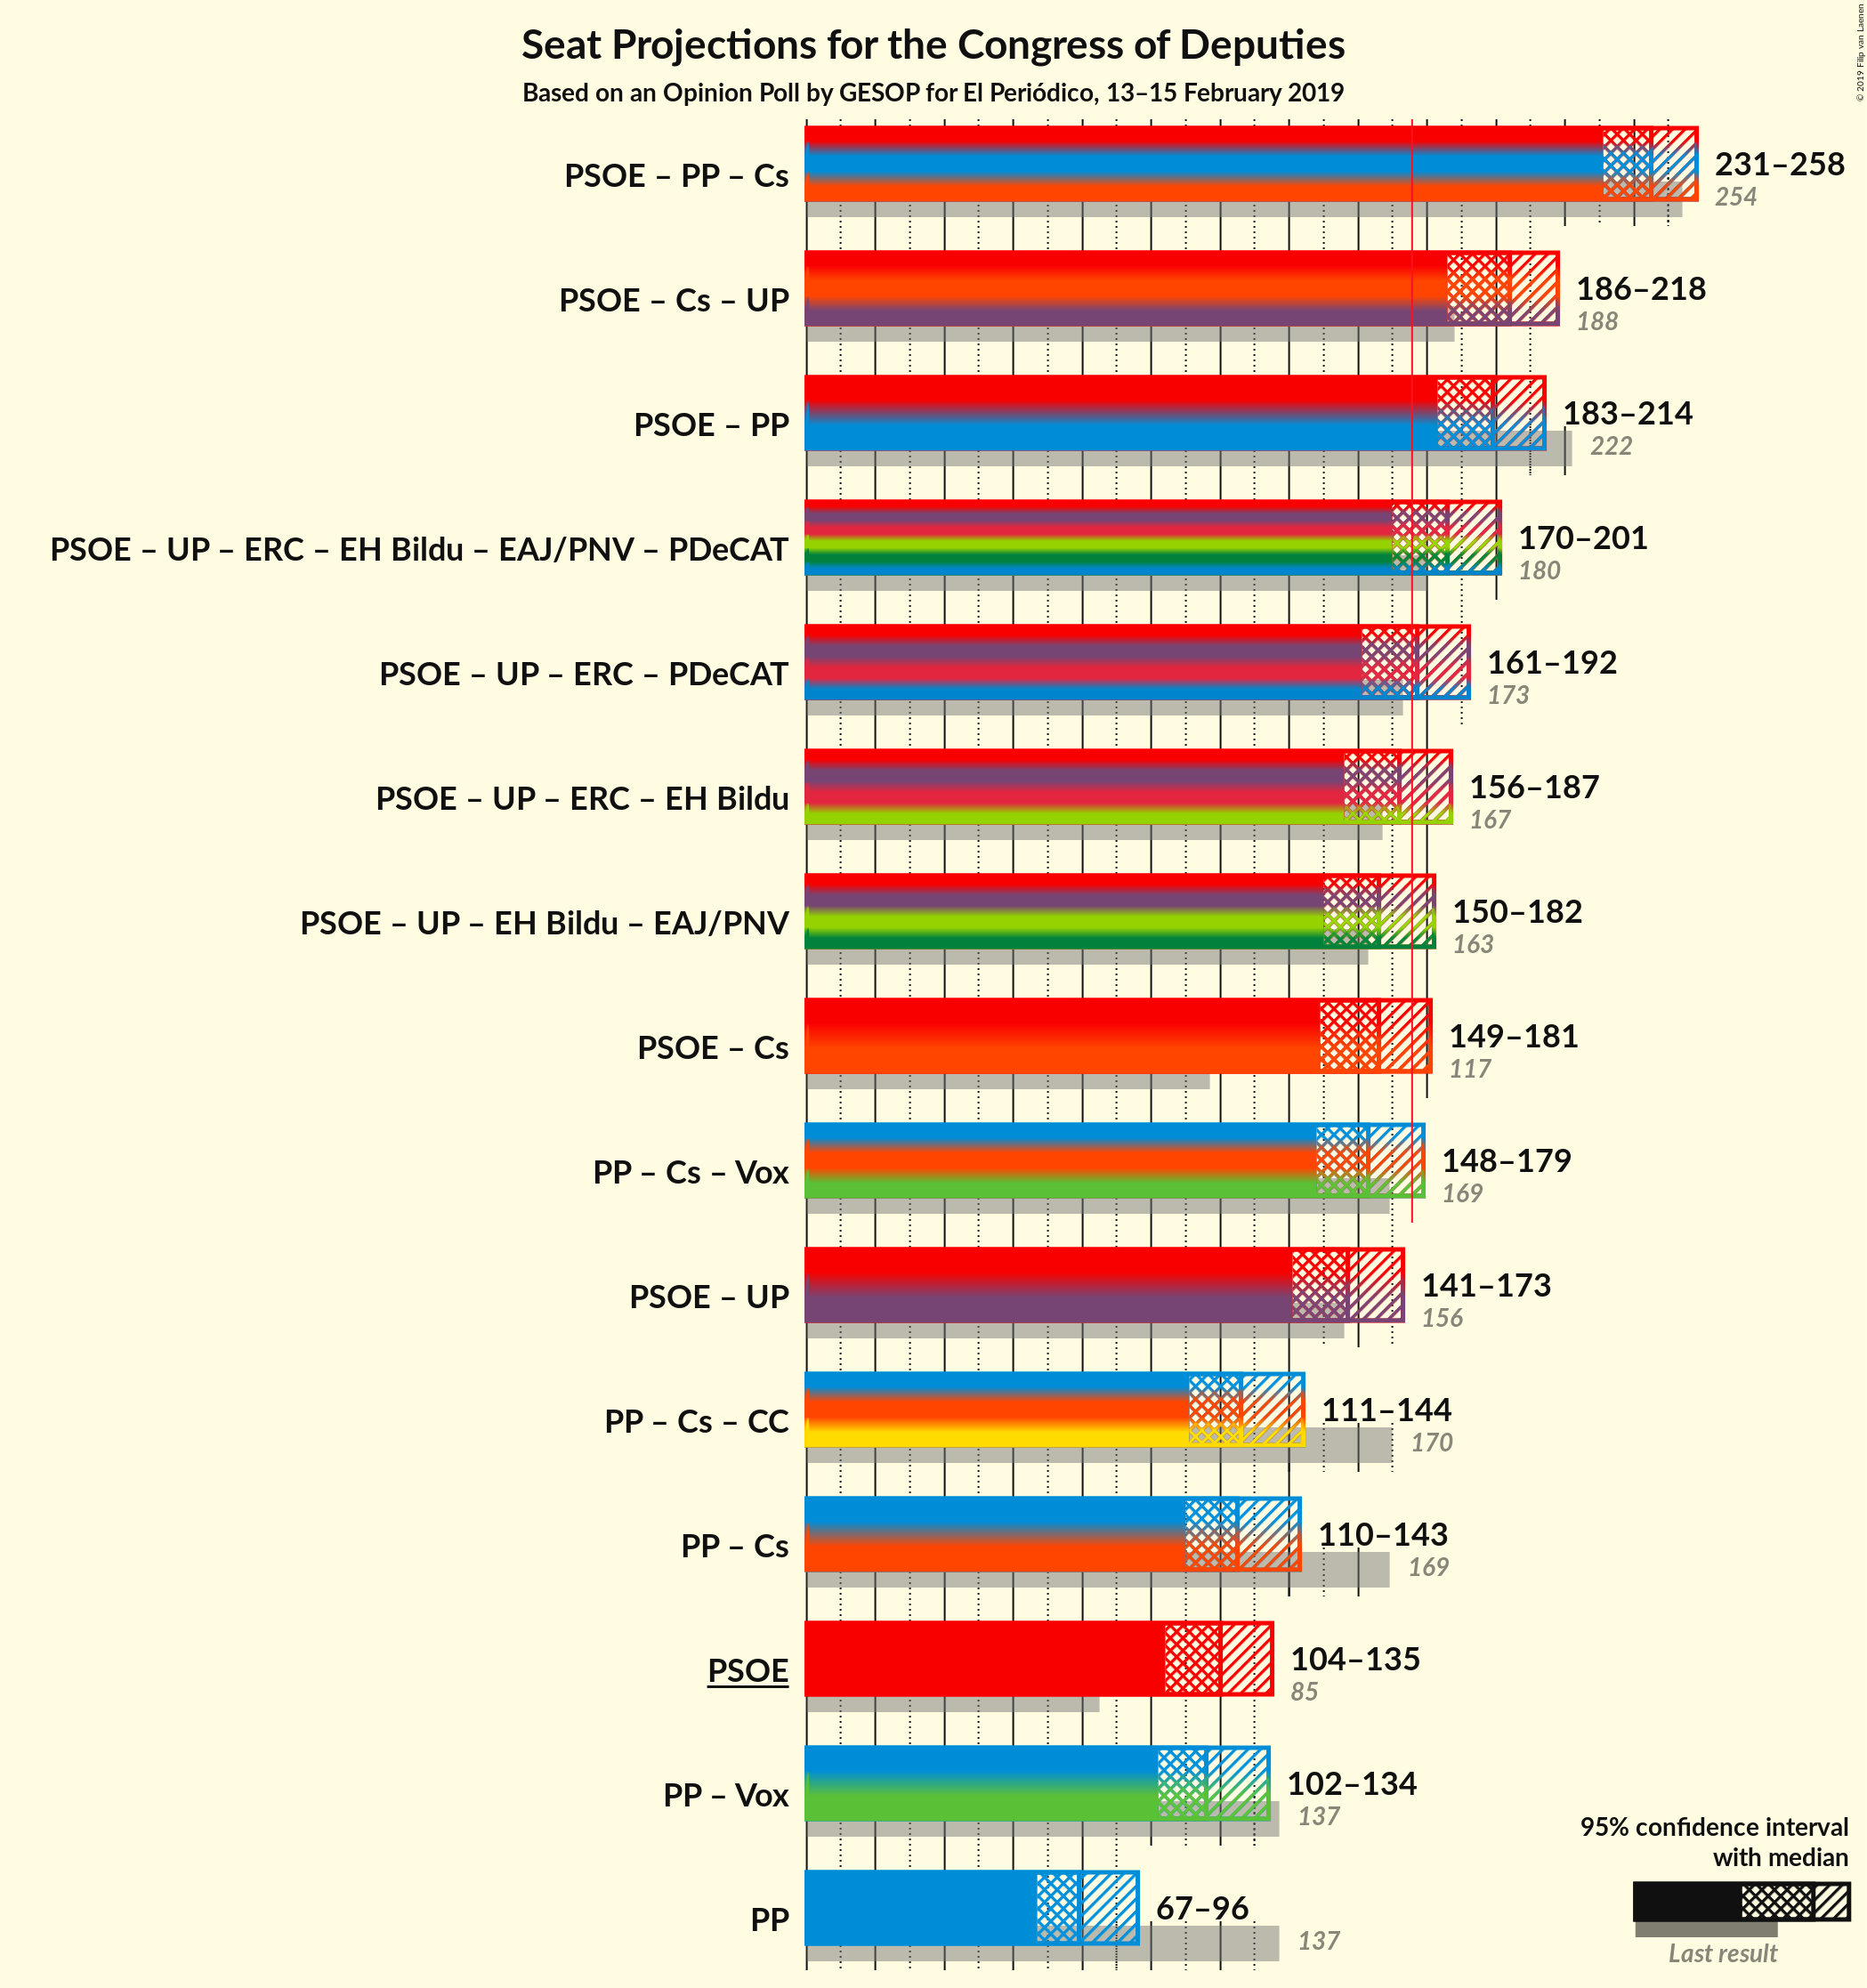 Seat Projections for the Congress of Deputies
Based on an Opinion Poll by GESOP for El Periódico, 13–15 February 2019
© 2019 Filip van Laenen
PSOE – PP – Cs
231–258
254
PSOE – Cs – UP
186–218
188
PSOE – PP
183–214
222
PSOE – UP – ERC – EH Bildu – EAJ/PNV – PDeCAT
170–201
180
PSOE – UP – ERC – PDeCAT
161–192
173
PSOE – UP – ERC – EH Bildu
156–187
167
PSOE – UP – EH Bildu – EAJ/PNV
150–182
163
PSOE – Cs
149–181
117
PP – Cs – Vox
148–179
169
PSOE – UP
141–173
156
PP – Cs – CC
111–144
170
PP – Cs
110–143
169
PSOE
104–135
85
PP – Vox
102–134
137
PP
67–96
137
95% confidence interval
with median
Last result